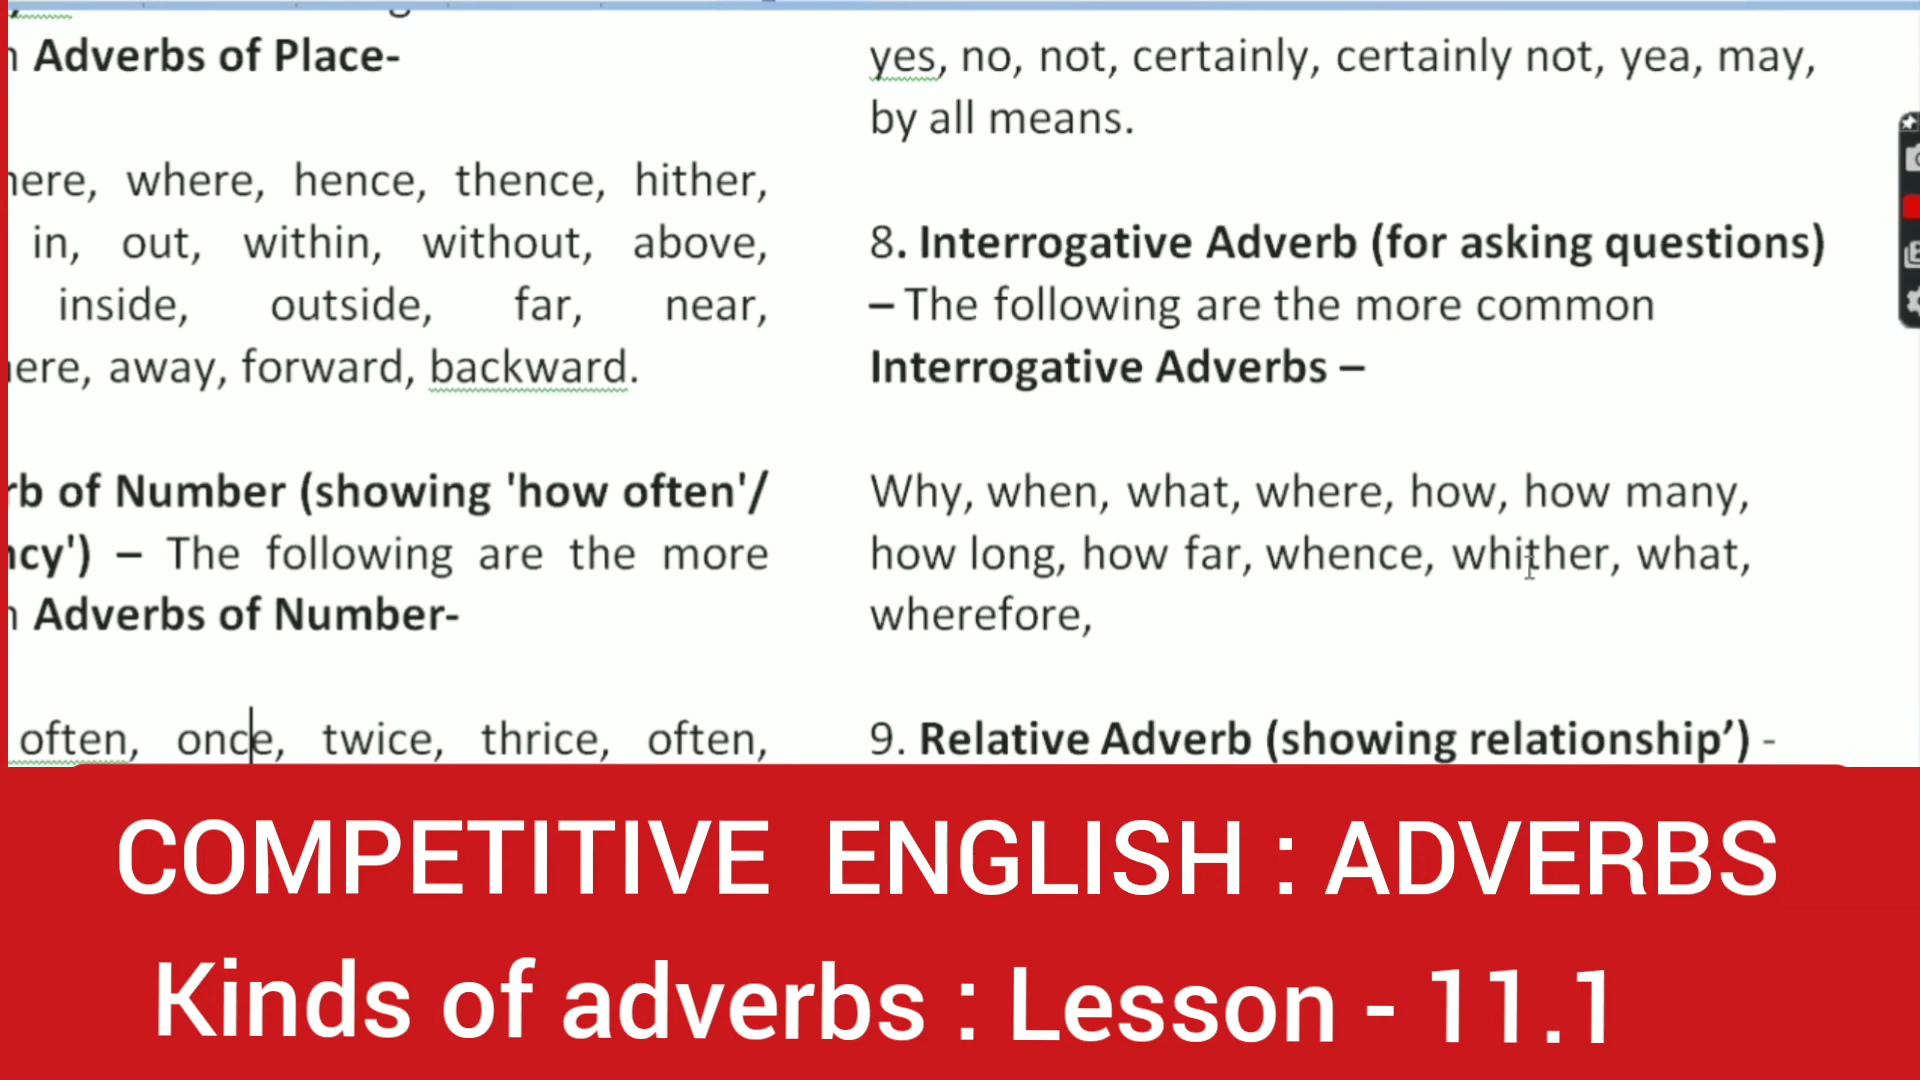 Adverbs of Place-
where, hence, thence, hither,
in, out, within, without, above,
inside, outside, far, near,
away, forward, backward.
of Number (showing 'how often'/
– The following are the more
Adverbs of Number-
often, once, twice, thrice, often,
yes, no, not, certainly, certainly not, yea, may,
by all means.
8. Interrogative Adverb (for asking questions)
– The following are the more common
Interrogative Adverbs –
Why, when, what, where, how, how many,
how long, how far, whence, whither, what,
wherefore,
9. Relative Adverb (showing relationship’) -
COMPETITIVE ENGLISH : ADVERBS
Kinds of adverbs : Lesson - 11.1